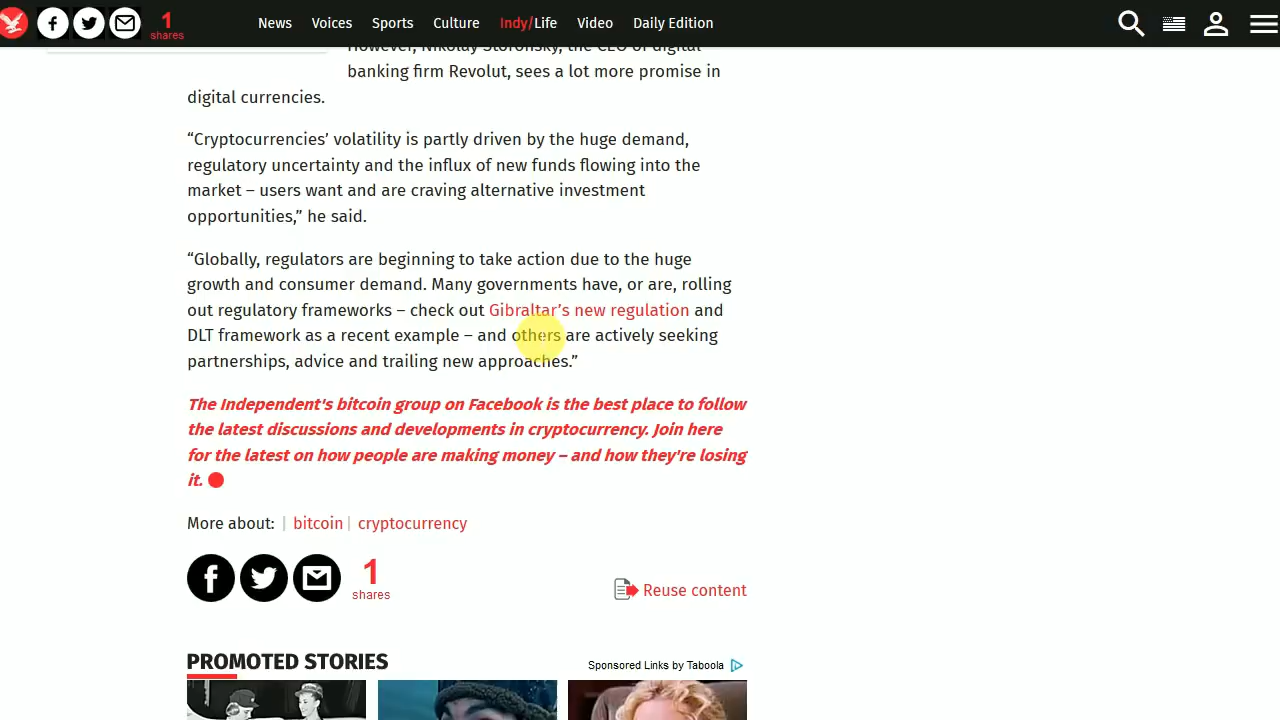 1
shares
News Voices Sports Culture Indy/Life Video Daily Edition
However, Nikolay Storonsky, the CEO of digital
banking firm Revolut, sees a lot more promise in
digital currencies.
“Cryptocurrencies’ volatility is partly driven by the huge demand,
regulatory uncertainty and the influx of new funds flowing into the
market – users want and are craving alternative investment
opportunities,” he said.
“Globally, regulators are beginning to take action due to the huge
growth and consumer demand. Many governments have, or are, rolling
out regulatory frameworks – check out Gibraltar’s new regulation and
DLT framework as a recent example – and others are actively seeking
partnerships, advice and trailing new approaches.”
The Independent's bitcoin group on Facebook is the best place to follow
the latest discussions and developments in cryptocurrency. Join here
for the latest on how people are making money – and how they're losing
it.
More about: | bitcoin | cryptocurrency
1
shares
Reuse content
PROMOTED STORIES
Sponsored Links by Taboola